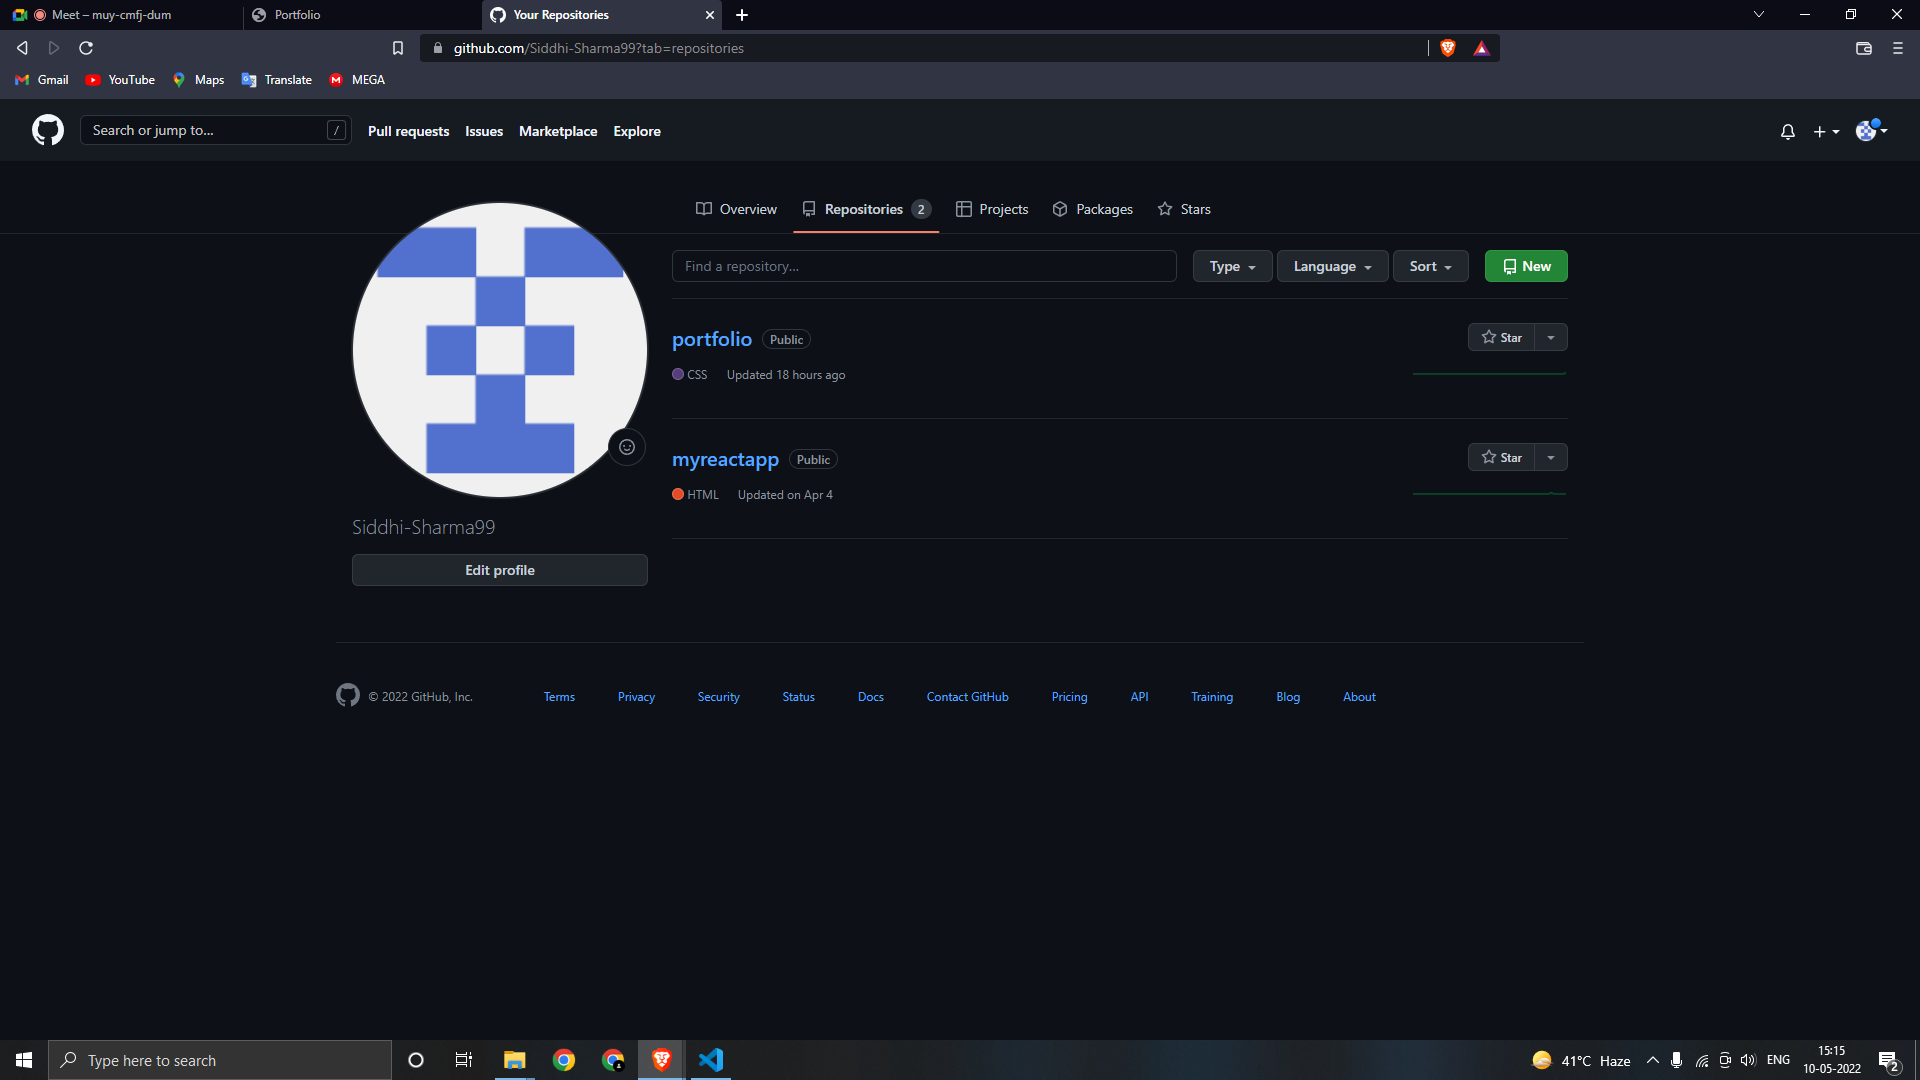 Meet – muy-cmfj-dum
Portfolio
Your Repositories
github.com/Siddhi-Sharma99?tab=repositories
Gmail
YouTube
Maps
Translate
MEGA
Search or jump to...
/
Pull requests
Issues
Marketplace
Explore
Overview
Repositories 2
Projects
Packages
Stars
Find a repository...
Type
Language
Sort
New
portfolio Public
Star
CSS Updated 18 hours ago
myreactapp Public
Star
HTML Updated on Apr 4
Siddhi-Sharma99
Edit profile
© 2022 GitHub, Inc.
Terms
Privacy
Security
Status
Docs
Contact GitHub
Pricing
API
Training
Blog
About
Type here to search
41°C Haze
ENG
15:15
10-05-2022
2